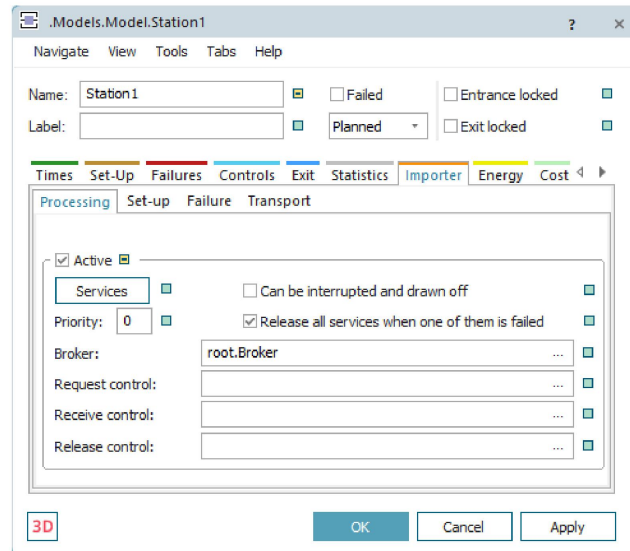 .Models.Model.Station1 ? ×
Navigate View Tools Tabs Help
Name: Station1 Failed Entrance locked
Label: Planned Exit locked
Times Set-Up Failures Controls Exit Statistics Importer Energy Cost
Processing Set-up Failure Transport
Active
Services Can be interrupted and drawn off
Priority: 0 Release all services when one of them is failed
Broker: root.Broker ...
Request control: ...
Receive control: ...
Release control: ...
3D OK Cancel Apply